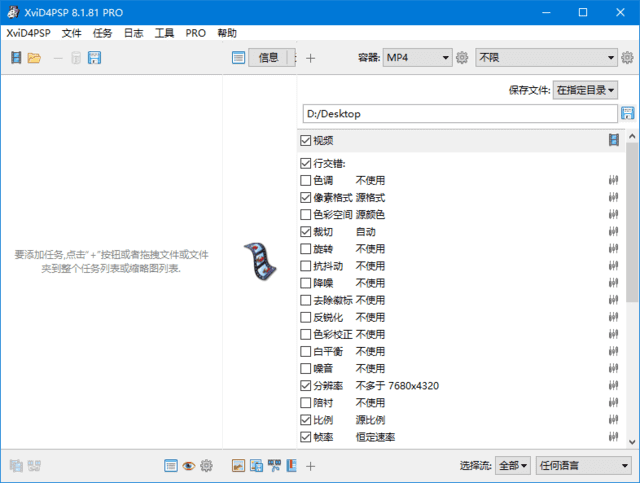 XviD4PSP 8.1.81 PRO
XviD4PSP 文件 任务 日志 工具 PRO 帮助
信息 容器: MP4 不限
保存文件: 在指定目录
D:/Desktop
视频
行交错:
色调 不使用
像素格式 源格式
色彩空间 源颜色
裁切 自动
旋转 不使用
抗抖动 不使用
降噪 不使用
去除徽标 不使用
反锐化 不使用
色彩校正 不使用
白平衡 不使用
噪音 不使用
分辨率 不多于 7680x4320
陪衬 不使用
比例 源比例
帧率 恒定速率
要添加任务,点击"+"按钮或者拖拽文件或文件
夹到整个任务列表或缩略图列表.
选择流: 全部 任何语言